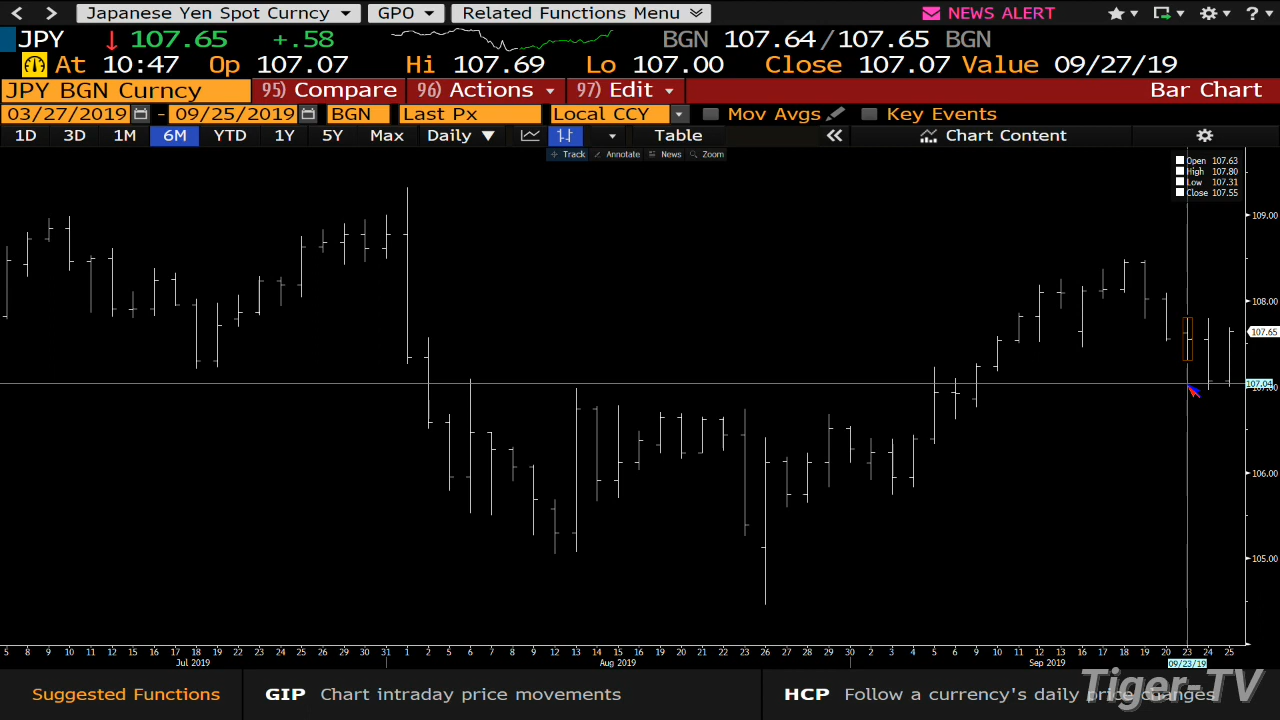 Japanese Yen Spot Curncy GPO Related Functions Menu NEWS ALERT ?
JPY 107.65 +.58 BGN 107.64/107.65 BGN
At 10:47 Op 107.07 Hi 107.69 Lo 107.00 Close 107.07 Value 09/27/19
JPY BGN Curncy 95) Compare 96) Actions 97) Edit Bar Chart
03/27/2019 - 09/25/2019 BGN Last Px Local CCY Mov Avgs Key Events
1D 3D 1M 6M YTD 1Y 5Y Max Daily Table Chart Content
Track Annotate News Zoom
Open 107.63
High 107.80
Low 107.31
Close 107.55
109.00
108.00
107.65
107.04
107.00
106.00
105.00
5 8 9 10 11 12 15 16 17 18 19 22 23 24 25 26 29 30 31 1 2 5 6 7 8 9 12 13 14 15 16 19 20 21 22 23 26 27 28 29 30 2 3 4 5 6 9 10 11 12 13 16 17 18 19 20 23 24 25
Jul 2019 Aug 2019 Sep 2019 09/23/19
Suggested Functions GIP Chart intraday price movements HCP Follow a currency's daily price changes
Tiger-TV